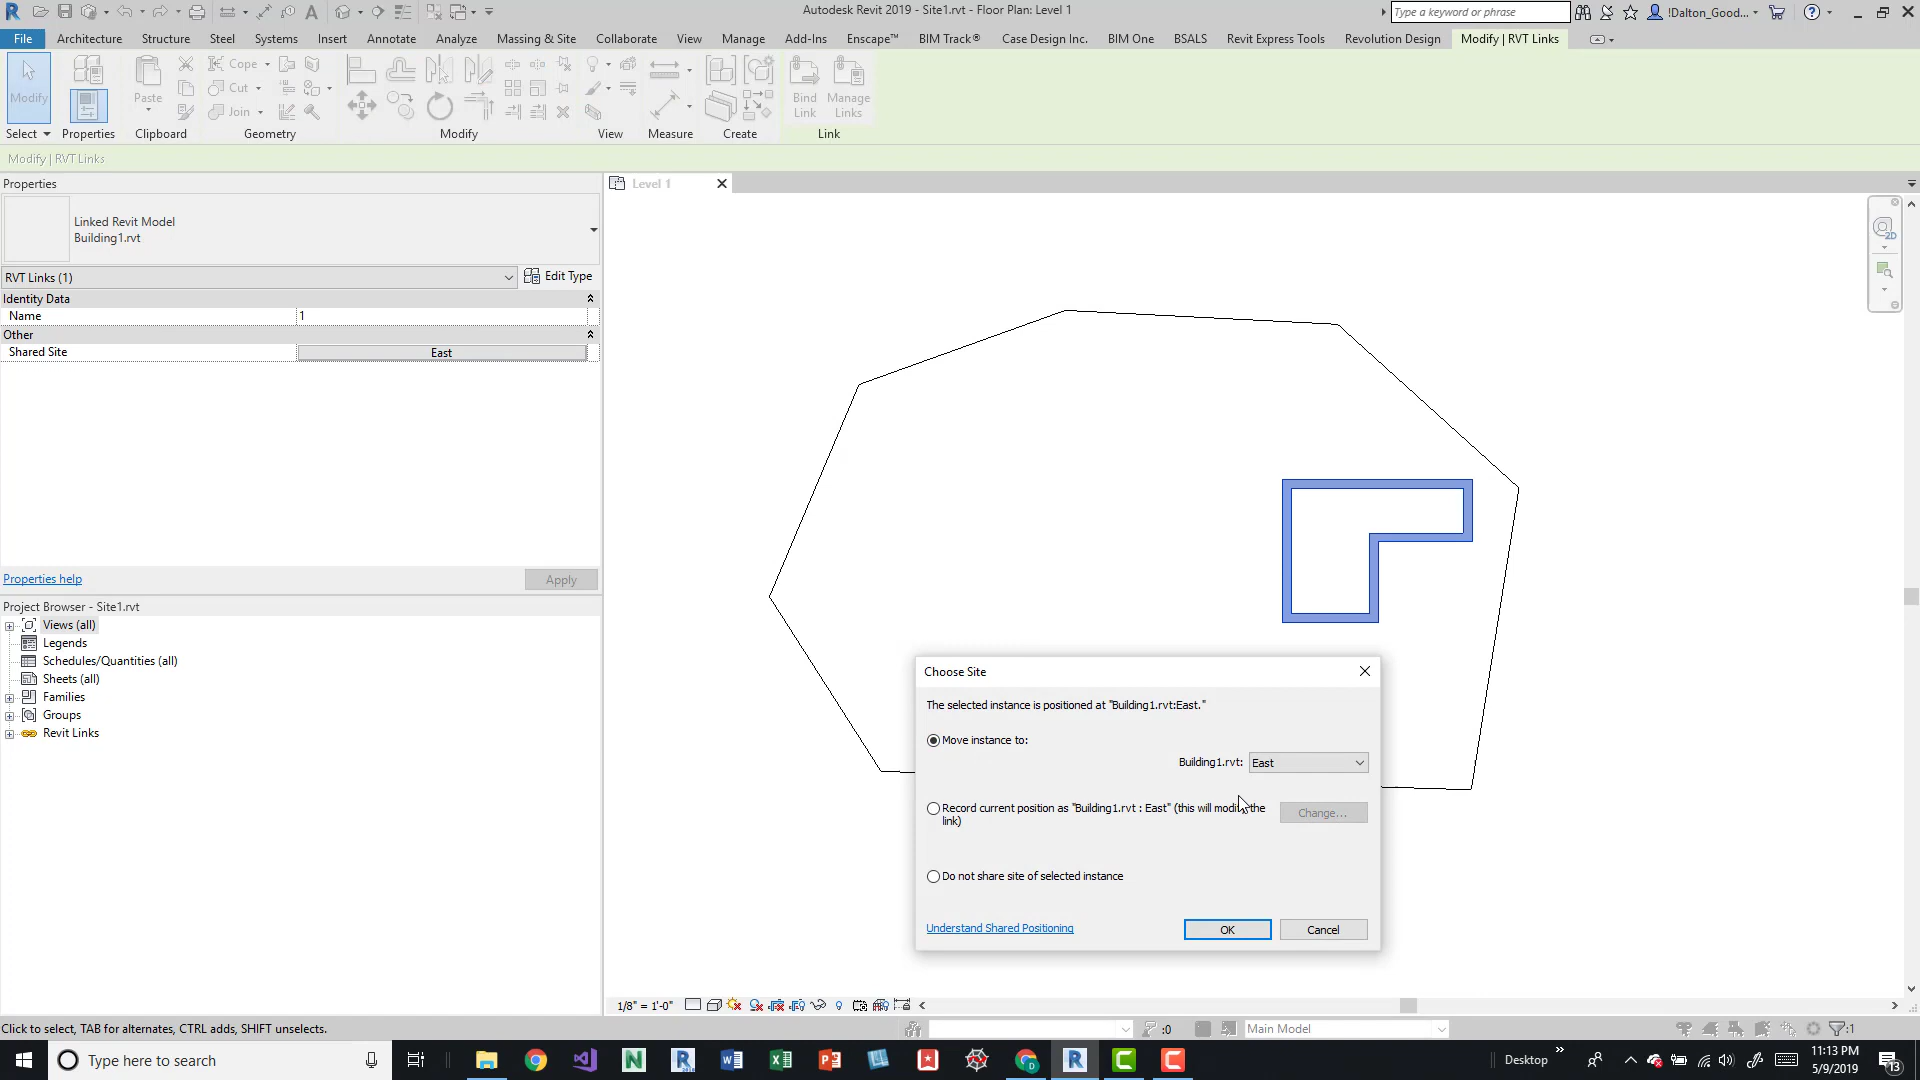 Autodesk Revit 2019 - Site1.rvt - Floor Plan: Level 1
Type a keyword or phrase
!Dalton_Good...
File Architecture Structure Steel Systems Insert Annotate Analyze Massing & Site Collaborate View Manage Add-Ins Enscape™ BIM Track® Case Design Inc. BIM One BSALS Revit Express Tools Revolution Design Modify | RVT Links
Modify
Paste
Cope
Cut
Join
Bind Link
Manage Links
Select Properties Clipboard Geometry Modify View Measure Create Link
Modify | RVT Links
Properties
Level 1
Linked Revit Model
Building1.rvt
RVT Links (1)
Edit Type
Identity Data
Name 1
Other
Shared Site East
Properties help
Apply
Project Browser - Site1.rvt
Views (all)
Legends
Schedules/Quantities (all)
Sheets (all)
Families
Groups
Revit Links
2D
Choose Site
The selected instance is positioned at "Building1.rvt:East."
Move instance to:
Building1.rvt: East
Record current position as "Building1.rvt : East" (this will modify the
link)
Change...
Do not share site of selected instance
Understand Shared Positioning
OK
Cancel
1/8" = 1'-0"
Click to select, TAB for alternates, CTRL adds, SHIFT unselects.
:0
Main Model
:1
Type here to search
Desktop
11:13 PM
5/9/2019
13